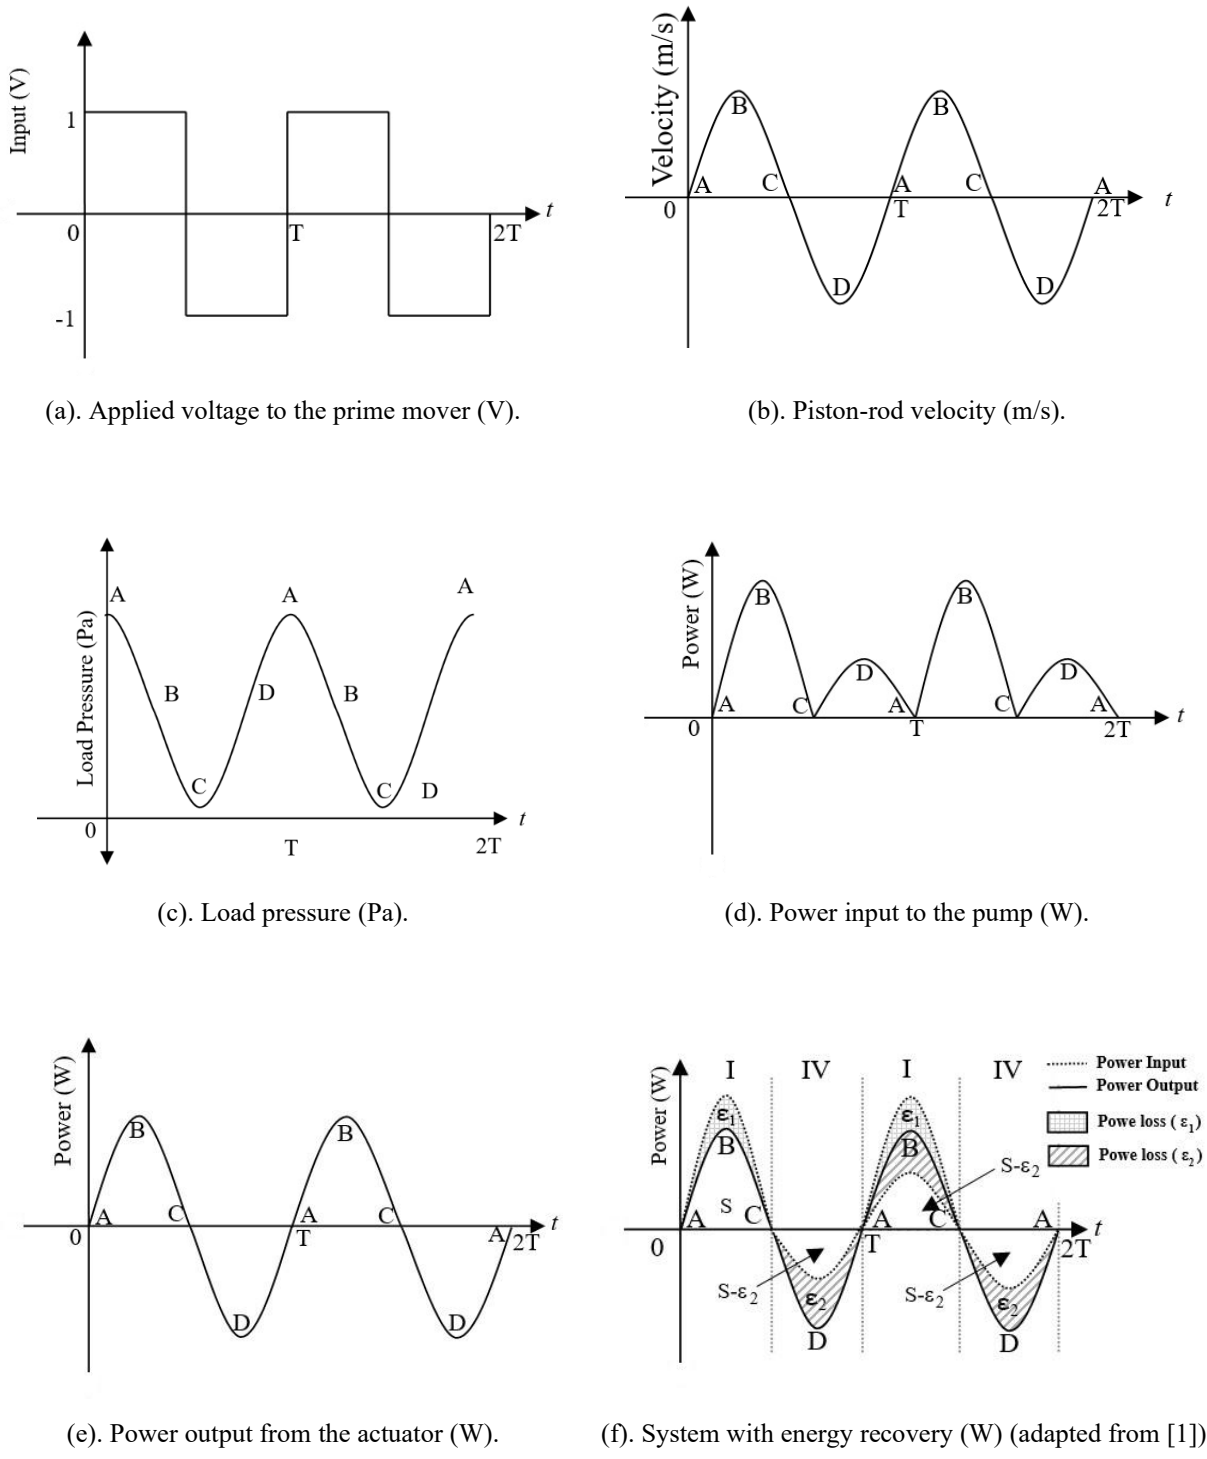 Input (V)
1
0
T
2T
t
-1
(a). Applied voltage to the prime mover (V).
Velocity (m/s)
B
B
A
C
A
C
A
0
T
2T
t
D
D
(b). Piston-rod velocity (m/s).
Load Pressure (Pa)
A
A
A
B
D
B
C
C
D
0
t
T
2T
(c). Load pressure (Pa).
Power (W)
B
B
D
D
A
C
A
C
A
0
T
2T
t
(d). Power input to the pump (W).
Power (W)
B
B
A
C
A
C
A
0
T
2T
t
D
D
(e). Power output from the actuator (W).
Power (W)
I
IV
I
IV
Power Input
Power Output
Powe loss ( ε1)
Powe loss ( ε2)
ε1
ε1
B
B
S-ε2
S
A
C
A
C
A
0
T
2T
t
S-ε2
S-ε2
ε2
ε2
D
D
(f). System with energy recovery (W) (adapted from [1])